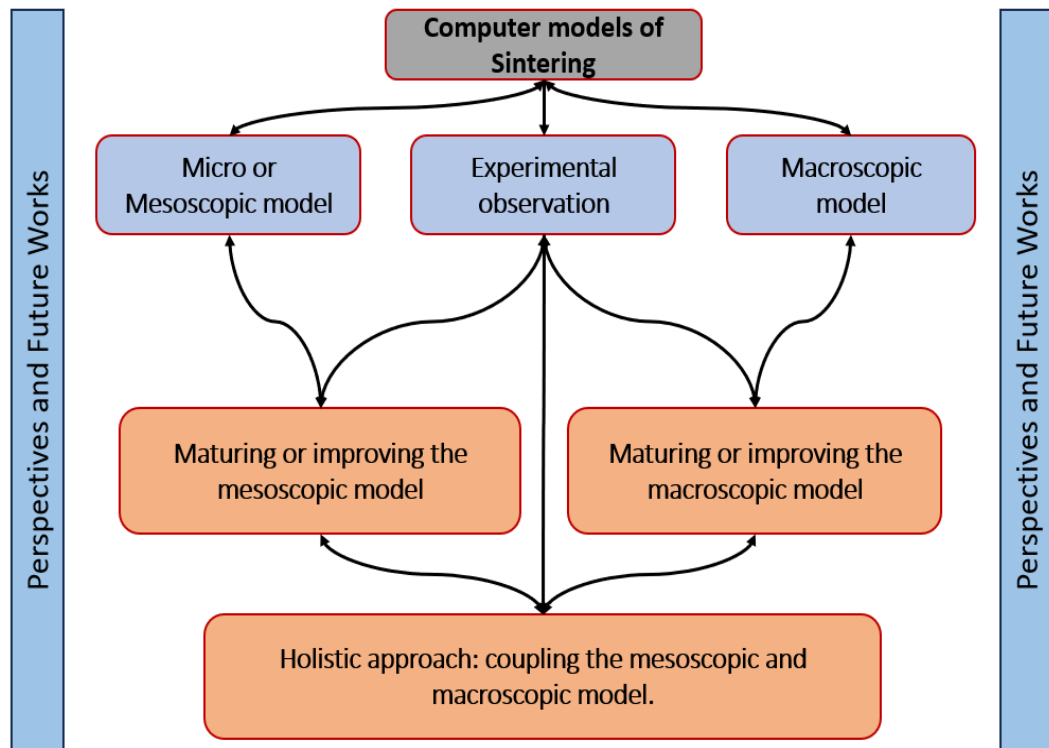 Perspectives and Future Works
Computer models of
Sintering
Micro or
Mesoscopic model
Experimental
observation
Macroscopic
model
Maturing or improving the
mesoscopic model
Maturing or improving the
macroscopic model
Holistic approach: coupling the mesoscopic and
macroscopic model.
Perspectives and Future Works